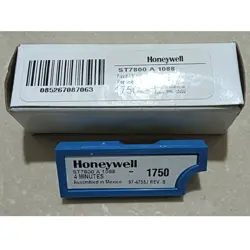 Honeywell
ST7800 A 1088
085267087063
Honeywell
ST7800 A 1088 - 1750
4 MINUTES
Assembled in Mexico